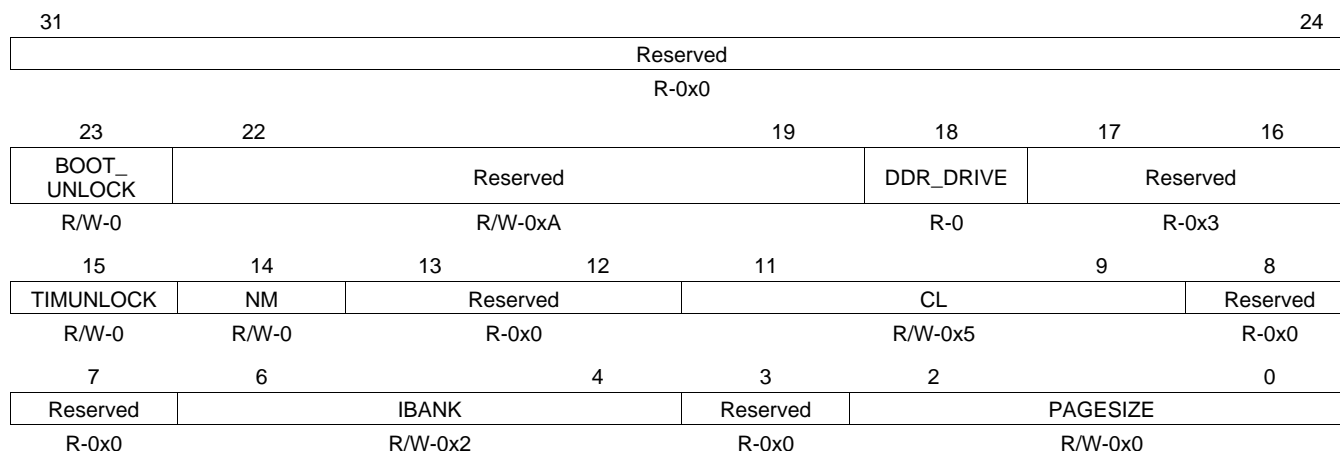 31 24
Reserved
R-0x0
23 22 19 18 17 16
BOOT_
UNLOCK Reserved DDR_DRIVE Reserved
R/W-0 R/W-0xA R-0 R-0x3
15 14 13 12 11 9 8
TIMUNLOCK NM Reserved CL Reserved
R/W-0 R/W-0 R-0x0 R/W-0x5 R-0x0
7 6 4 3 2 0
Reserved IBANK Reserved PAGESIZE
R-0x0 R/W-0x2 R-0x0 R/W-0x0